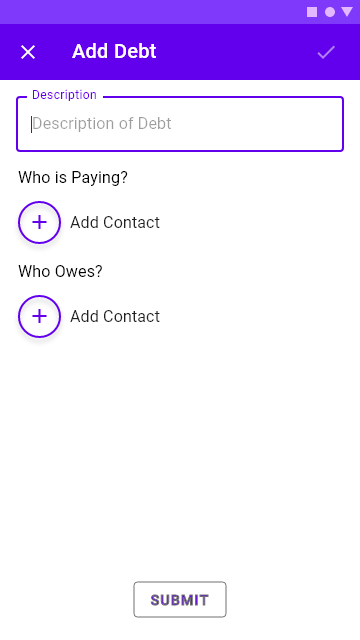 Add Debt
Description
Description of Debt
Who is Paying?
Add Contact
Who Owes?
Add Contact
SUBMIT